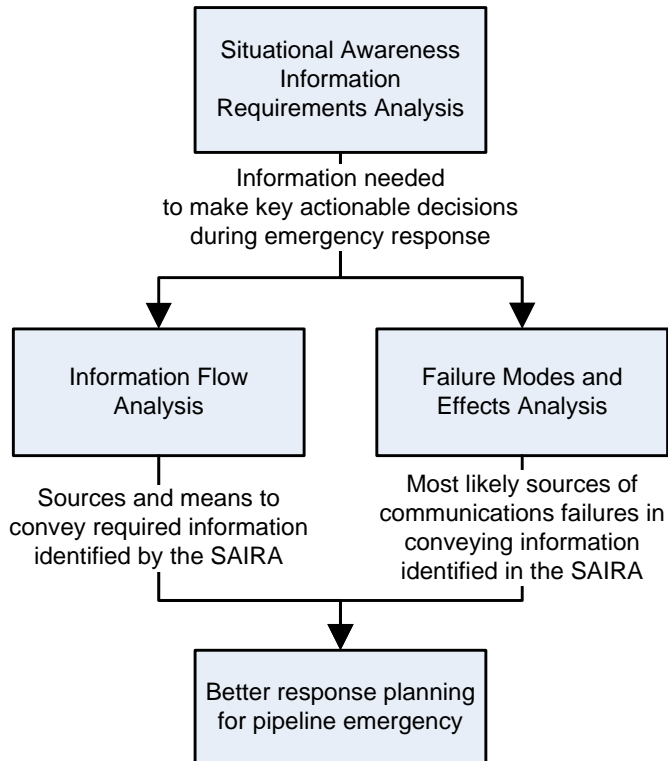 Situational Awareness
Information
Requirements Analysis
Information needed
to make key actionable decisions
during emergency response
Information Flow
Analysis
Failure Modes and
Effects Analysis
Sources and means to
convey required information
identified by the SAIRA
Most likely sources of
communications failures in
conveying information
identified in the SAIRA
Better response planning
for pipeline emergency